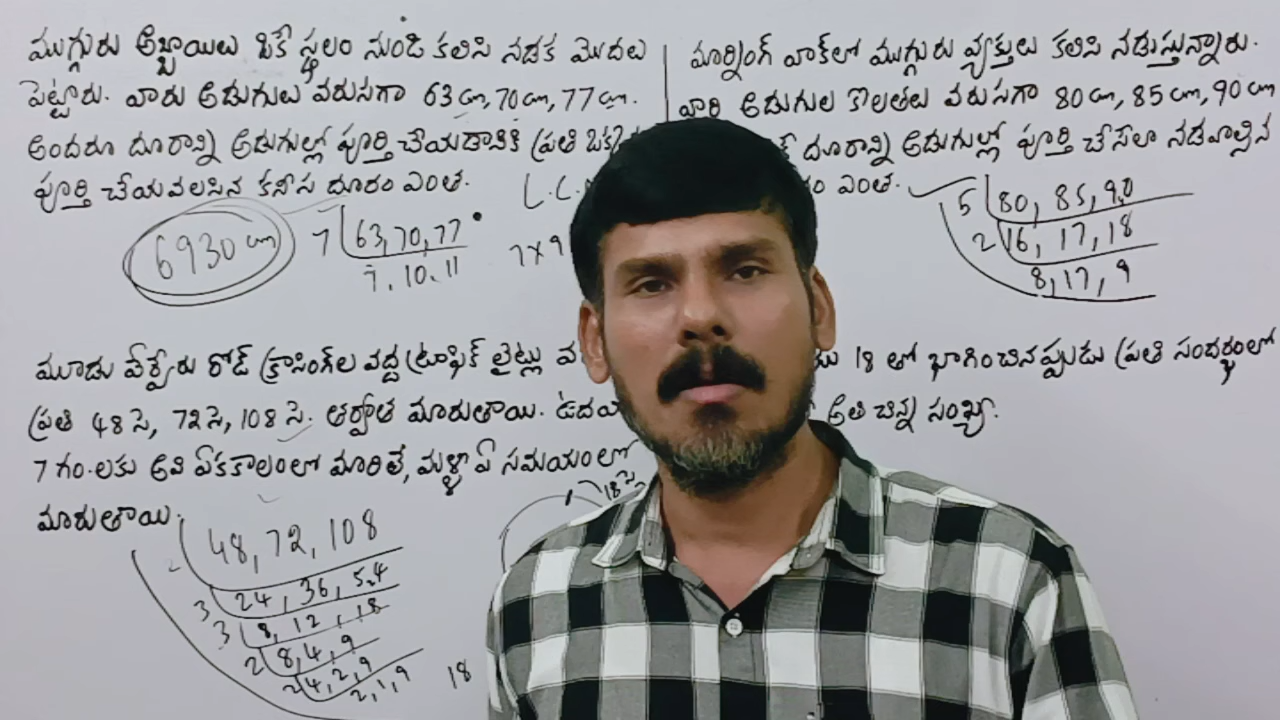 ముగ్గురు అబ్బాయిలు ఒకే స్థలం నుండి కలిసి నడక మొదలు
పెట్టారు. వారు అడుగులు వరుసగా 63 cm, 70 cm, 77 cm.
అందరూ దూరాన్ని అడుగుల్లో పూర్తి చేయడానికి ప్రతి ఒక్క
పూర్తి చేయవలసిన కనీస దూరం ఎంత.
L.C.
6930 cm
7 63, 70, 77
7, 10, 11
7 x 9
మార్నింగ్ వాక్‌లో ముగ్గురు వ్యక్తులు కలిసి నడుస్తున్నారు.
వారి అడుగుల కొలతలు వరుసగా 80 cm, 85 cm, 90 cm
దూరాన్ని అడుగుల్లో పూర్తి చేసేలా నడవాల్సిన
ఎంత.
5 80, 85, 90
2 16, 17, 18
8, 17, 9
మూడు వేర్వేరు రోడ్ క్రాసింగ్‌ల వద్ద ట్రాఫిక్ లైట్లు
ప్రతి 48 సె, 72 సె, 108 సె. తర్వాత మారుతాయి. ఉదయ
7 గం.లకు అవి ఏకకాలంలో మారితే, మళ్ళా ఏ సమయంలో
మారుతాయి.
48, 72, 108
3 24, 36, 54
3 8, 12, 18
2 8, 4, 9
2 4, 2, 9
2, 1, 9
18 తో భాగించినప్పుడు ప్రతి సందర్భంలో
అతి చిన్న సంఖ్య.
18 సె
18